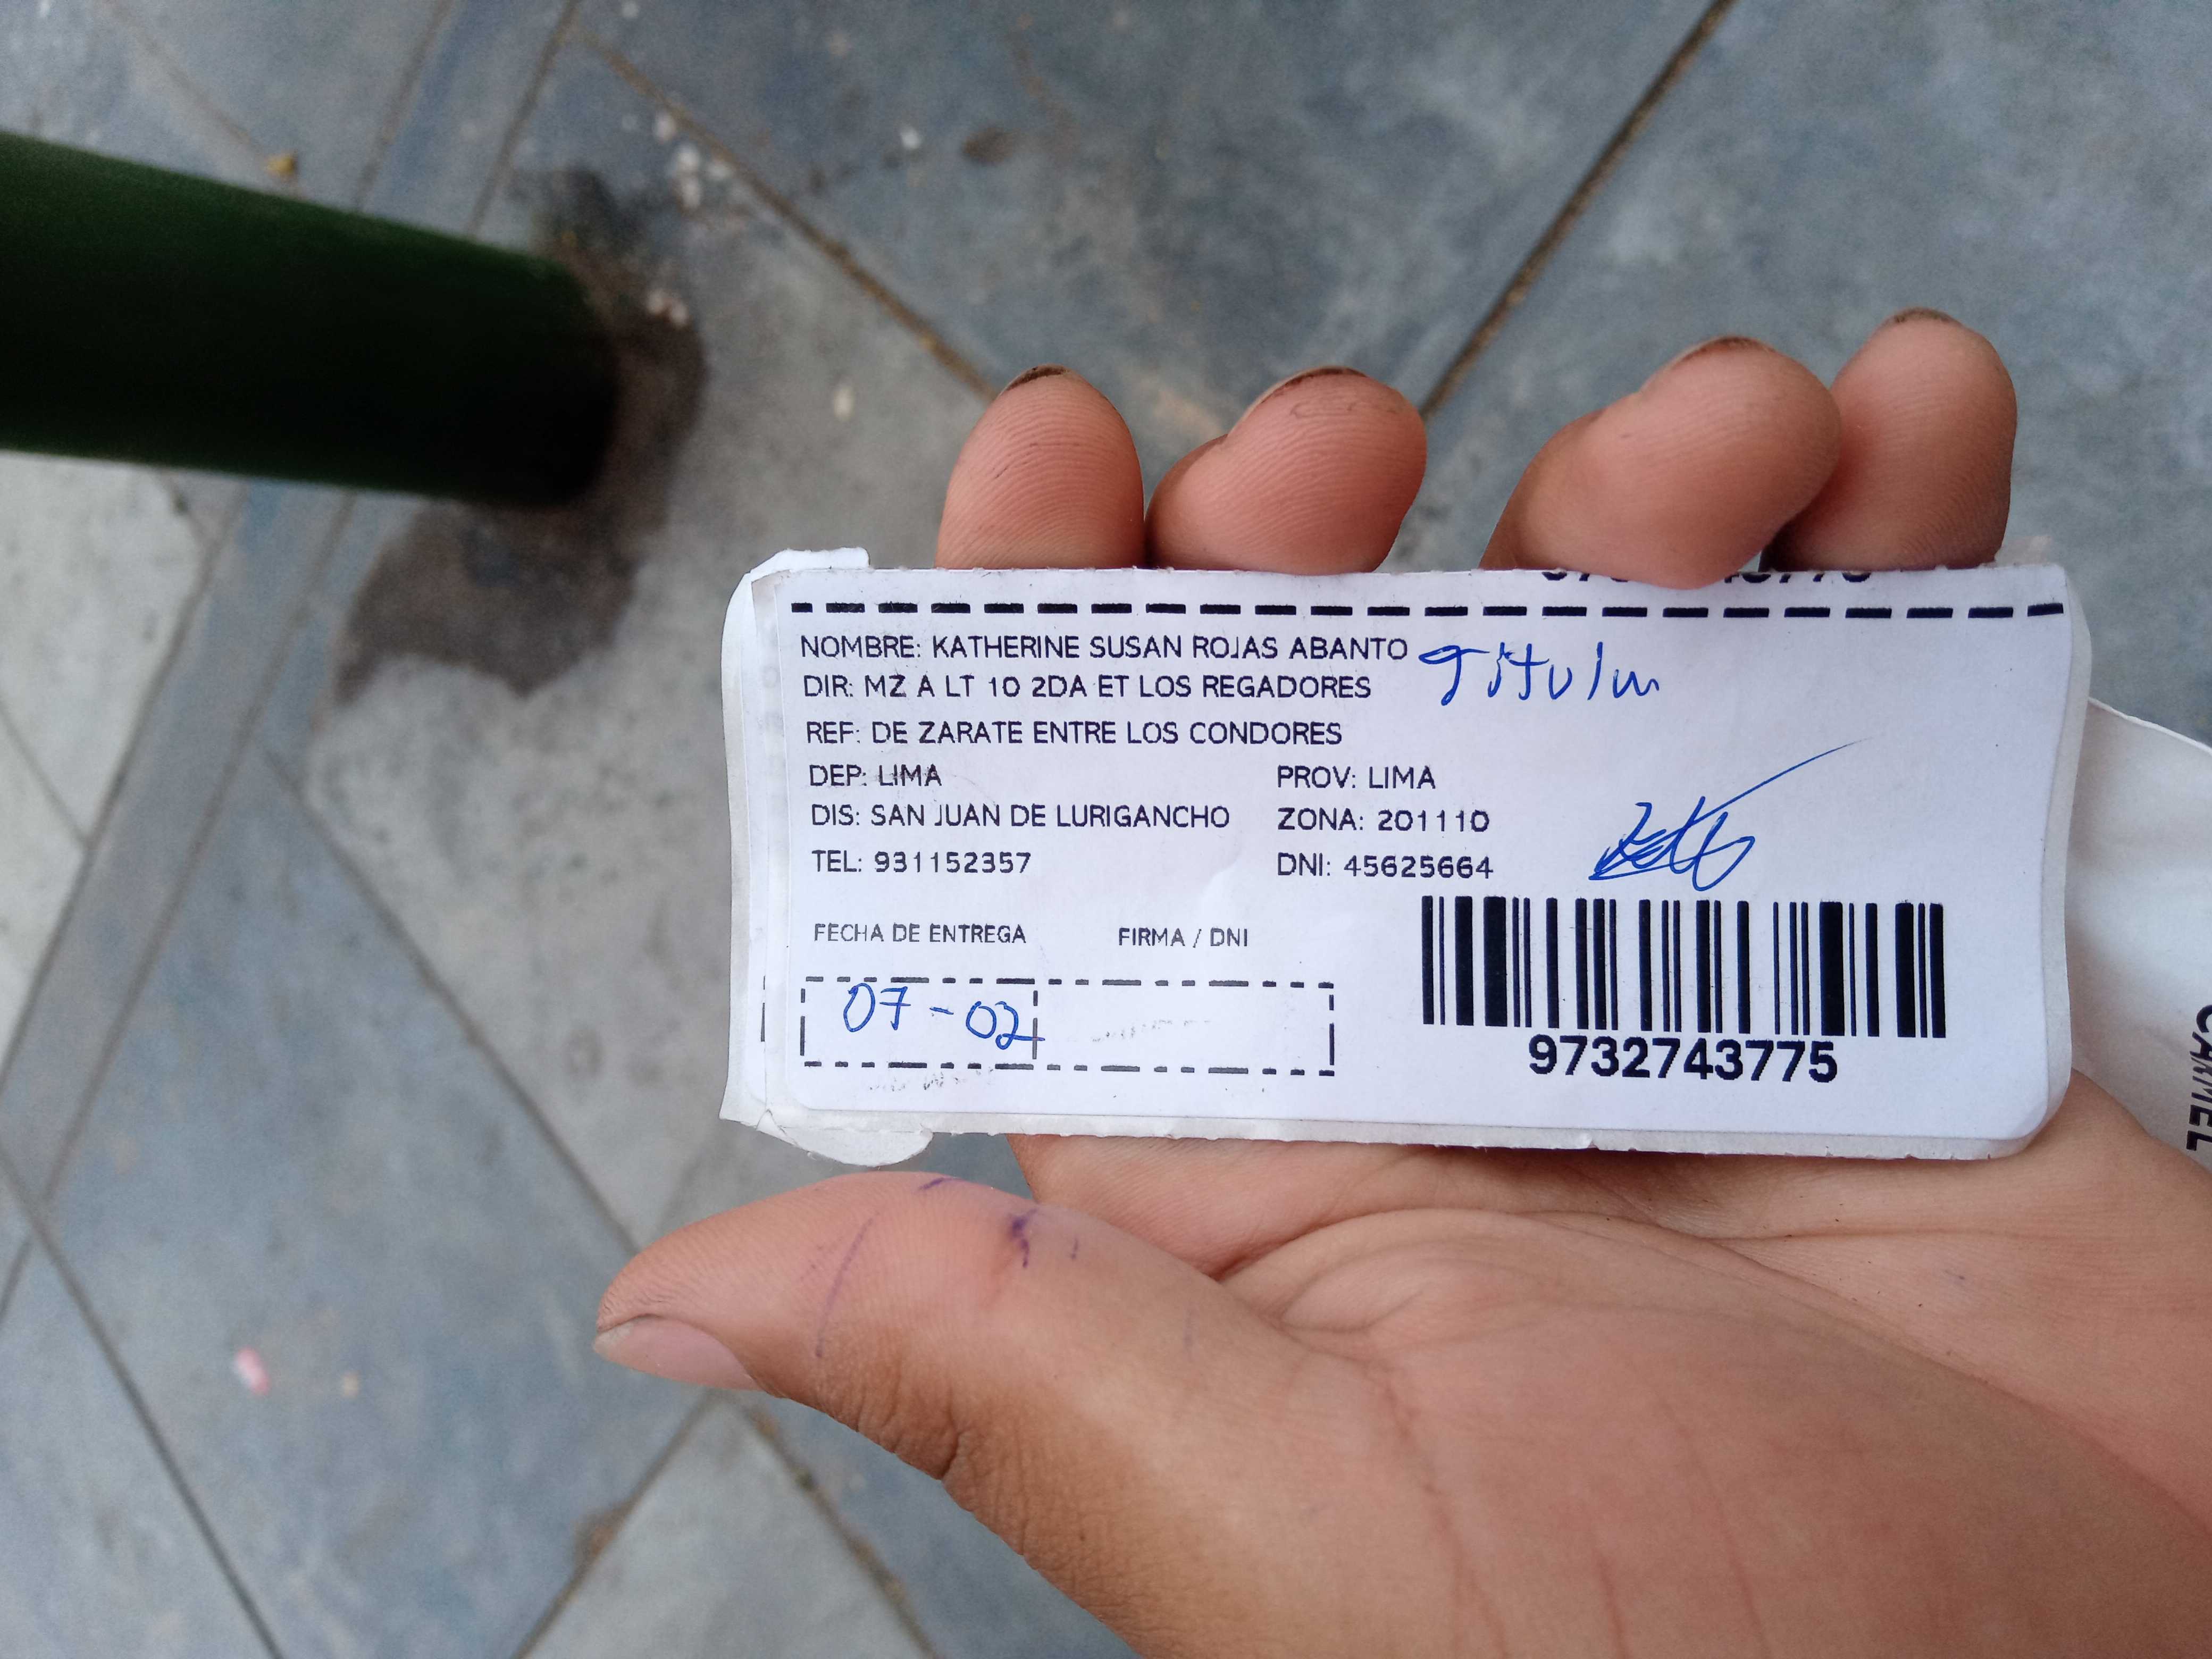 NOMBRE: KATHERINE SUSAN ROJAS ABANTO
DIR: MZ A LT 10 2DA ET LOS REGADORES
REF: DE ZARATE ENTRE LOS CONDORES
DEP: LIMA PROV: LIMA
DIS: SAN JUAN DE LURIGANCHO ZONA: 201110
TEL: 931152357 DNI: 45625664
FECHA DE ENTREGA FIRMA / DNI
07-02
9732743775